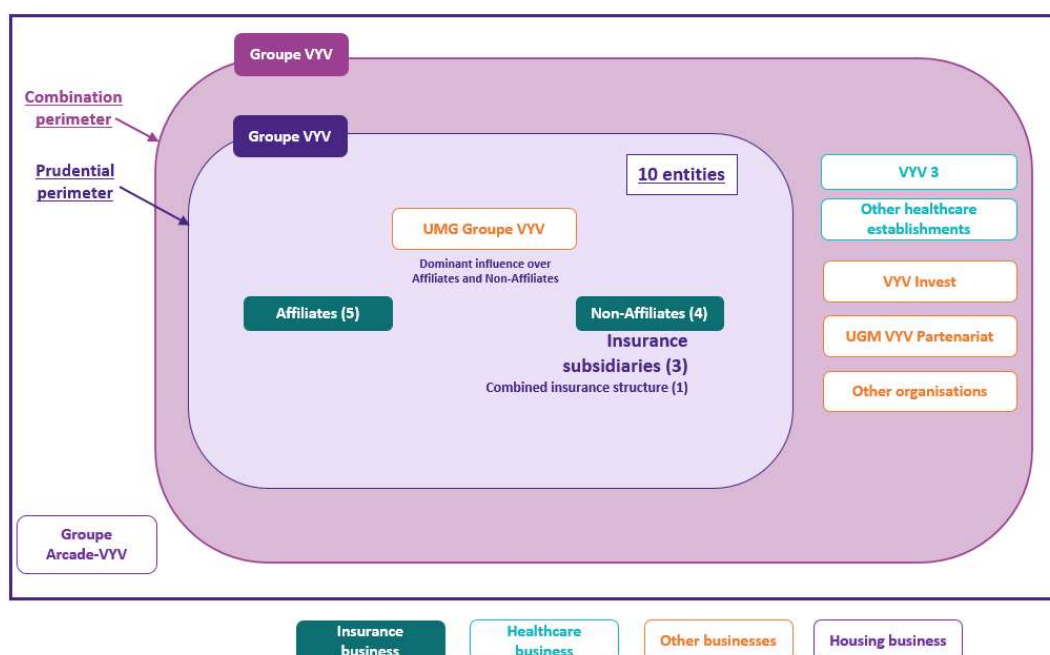 Groupe VYV
Combination
perimeter
Groupe VYV
Prudential
perimeter
10 entities
UMG Groupe VYV
Dominant influence over
Affiliates and Non-Affiliates
Affiliates (5)
Non-Affiliates (4)
Insurance
subsidiaries (3)
Combined insurance structure (1)
VYV 3
Other healthcare
establishments
VYV Invest
UGM VYV Partenariat
Other organisations
Groupe
Arcade-VYV
Insurance
business
Healthcare
business
Other businesses
Housing business